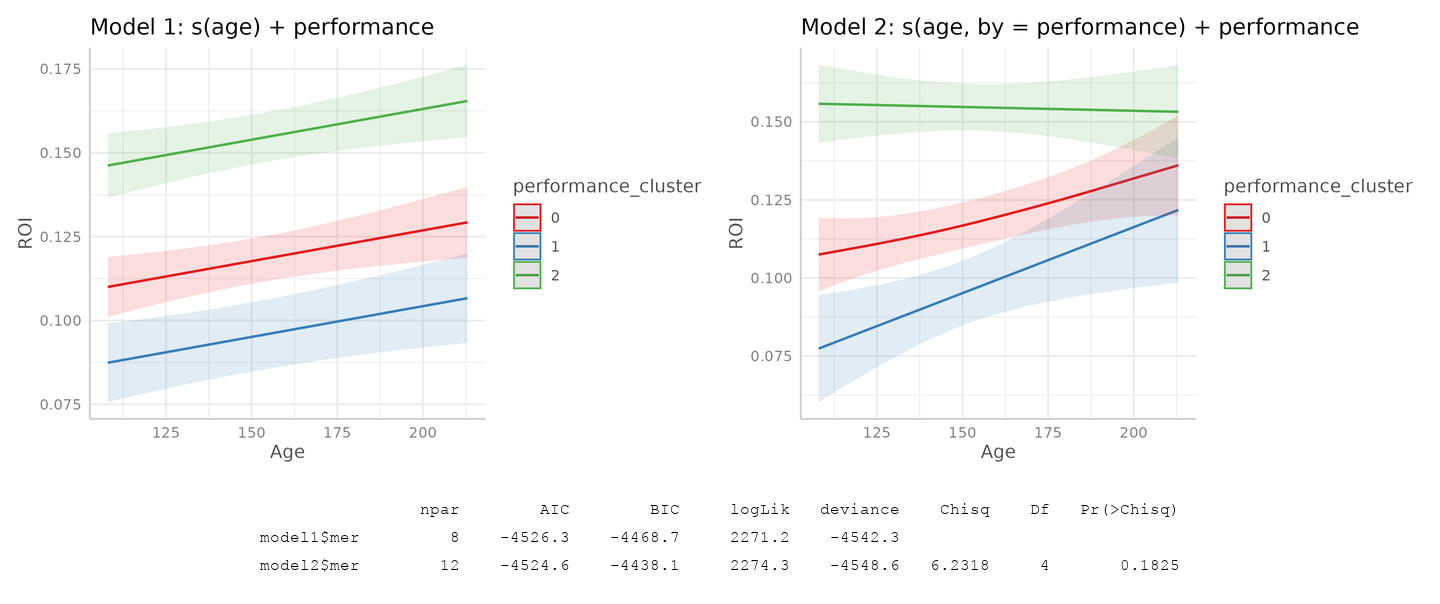 Model 1: s(age) + performance
0.175
0.150
0.125
0.100
0.075
ROI
125 150 175 200
Age
performance_cluster
0
1
2
Model 2: s(age, by = performance) + performance
0.150
0.125
0.100
0.075
ROI
125 150 175 200
Age
performance_cluster
0
1
2
npar AIC BIC logLik deviance Chisq Df Pr(>Chisq)
model1$mer 8 -4526.3 -4468.7 2271.2 -4542.3
model2$mer 12 -4524.6 -4438.1 2274.3 -4548.6 6.2318 4 0.1825